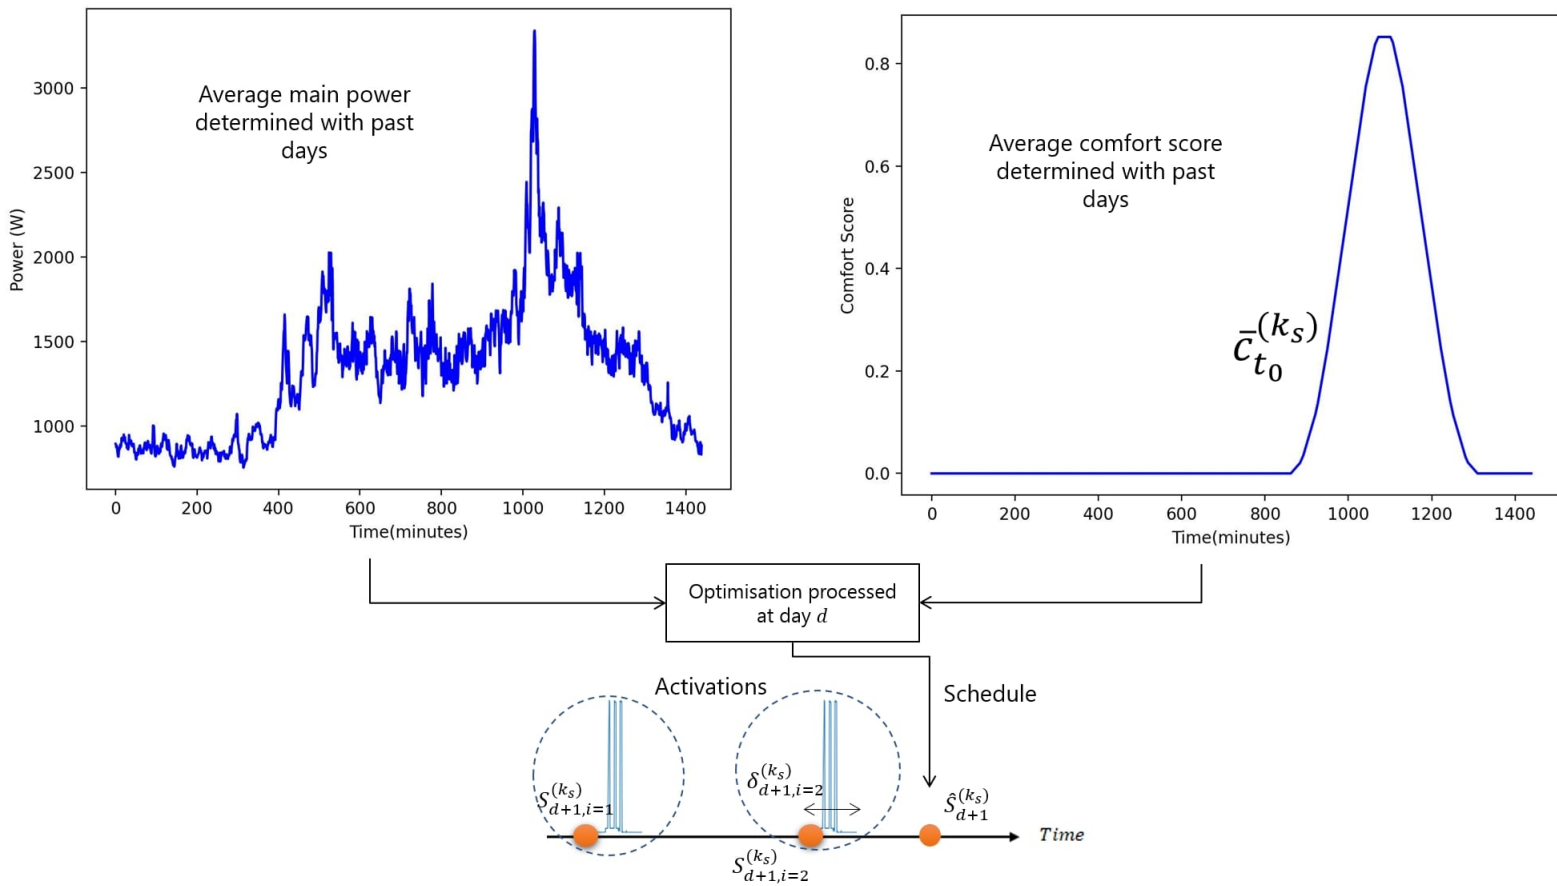 Average main power
determined with past
days
3000
2500
2000
1500
1000
Power (W)
0 200 400 600 800 1000 1200 1400
Time(minutes)
Average comfort score
determined with past
days
0.8
0.6
0.4
0.2
0.0
Comfort Score
c̄_{t_0}^{(k_s)}
0 200 400 600 800 1000 1200 1400
Time(minutes)
Optimisation processed
at day d
Activations
Schedule
S_{d+1,i=1}^{(k_s)}
δ_{d+1,i=2}^{(k_s)}
Ŝ_{d+1}^{(k_s)}
Time
S_{d+1,i=2}^{(k_s)}